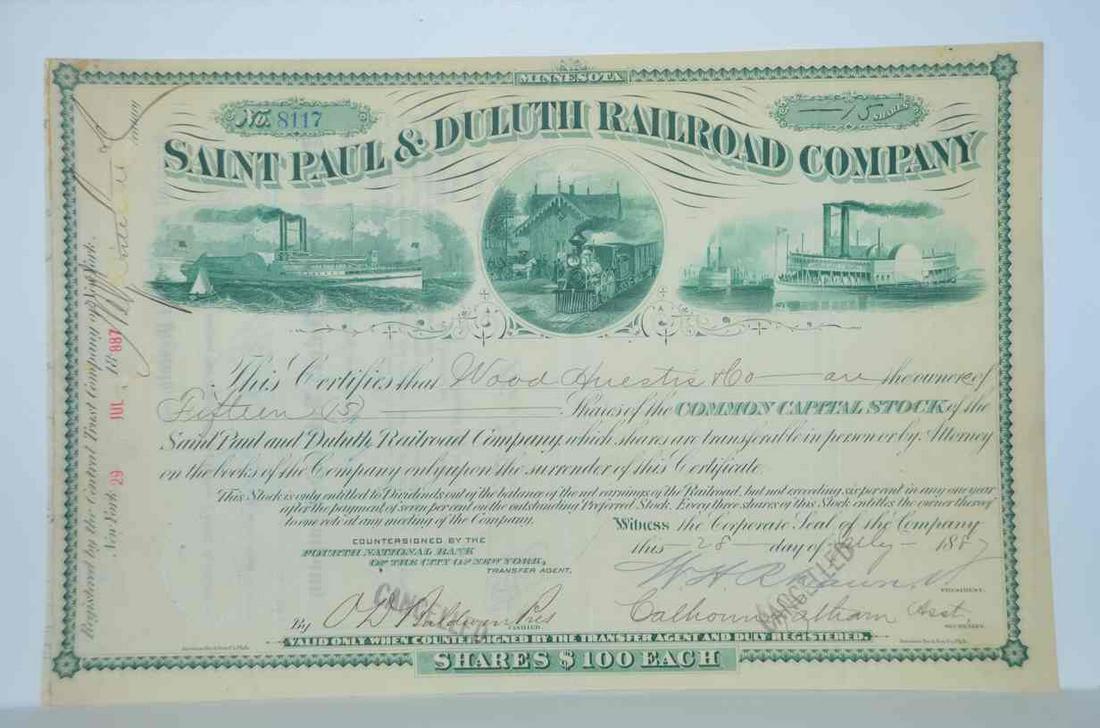 MINNESOTA
No. 8117
15 SHARES
SAINT PAUL & DULUTH RAILROAD COMPANY
This Certifies that Wood Huestis & Co are the owners of
Fifteen (15) Shares of the COMMON CAPITAL STOCK of the
Saint Paul and Duluth Railroad Company, which shares are transferable in person or by Attorney
on the books of the Company only upon the surrender of this Certificate.
This Stock is only entitled to Dividends out of the balance of the net earnings of the Railroad, but not exceeding six per cent in any one year
after the payment of seven per cent on the outstanding Preferred Stock. Every three shares of this Stock entitles the owner thereof
to one vote at any meeting of the Company.
Witness the Corporate Seal of the Company
this 28 day of July 1887
COUNTERSIGNED BY THE
FOURTH NATIONAL BANK
OF THE CITY OF NEW YORK,
TRANSFER AGENT,
CANCELLED
CANCELLED
PRESIDENT.
By O D Baldwin Pres
CASHIER.
Calhoun Latham Asst.
SECRETARY.
VALID ONLY WHEN COUNTERSIGNED BY THE TRANSFER AGENT AND DULY REGISTERED.
SHARES $100 EACH
Registered by the Central Trust Company of New York.
New York 29 JUL. 1887